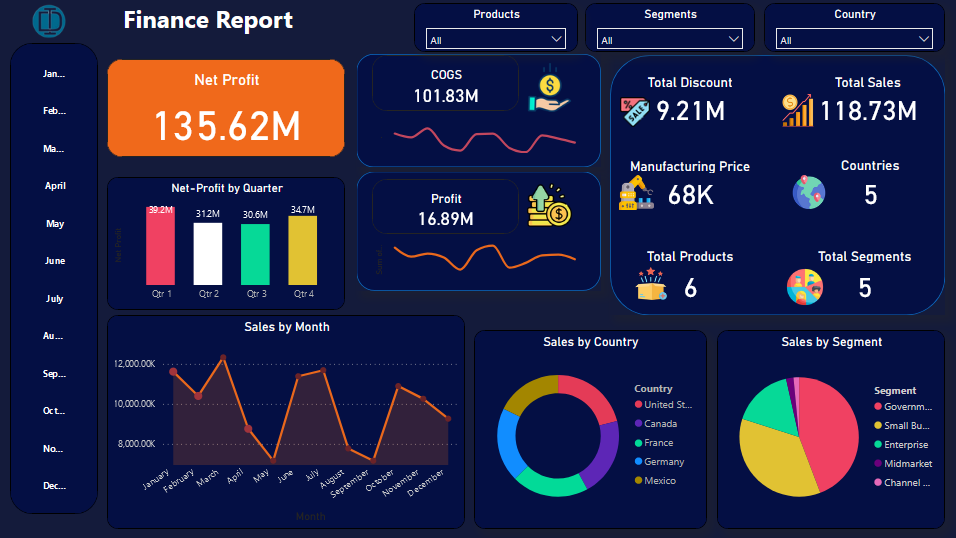 Finance Report
Products
All
Segments
All
Country
All
Jan...
Feb...
Ma...
April
May
June
July
Au...
Sep...
Oct...
No...
Dec...
Net Profit
135.62M
COGS
101.83M
Profit
16.89M
Total Discount
9.21M
Total Sales
118.73M
Manufacturing Price
68K
Countries
5
Total Products
6
Total Segments
5
SALE
Net-Profit by Quarter
Net Profit
39.2M 31.2M 30.6M 34.7M
Qtr 1 Qtr 2 Qtr 3 Qtr 4
Sales by Month
12,000.00K
10,000.00K
8,000.00K
January February March April May June July August September October November December
Month
Sales by Country
Country
United St...
Canada
France
Germany
Mexico
Sales by Segment
Segment
Governm...
Small Bu...
Enterprise
Midmarket
Channel ...